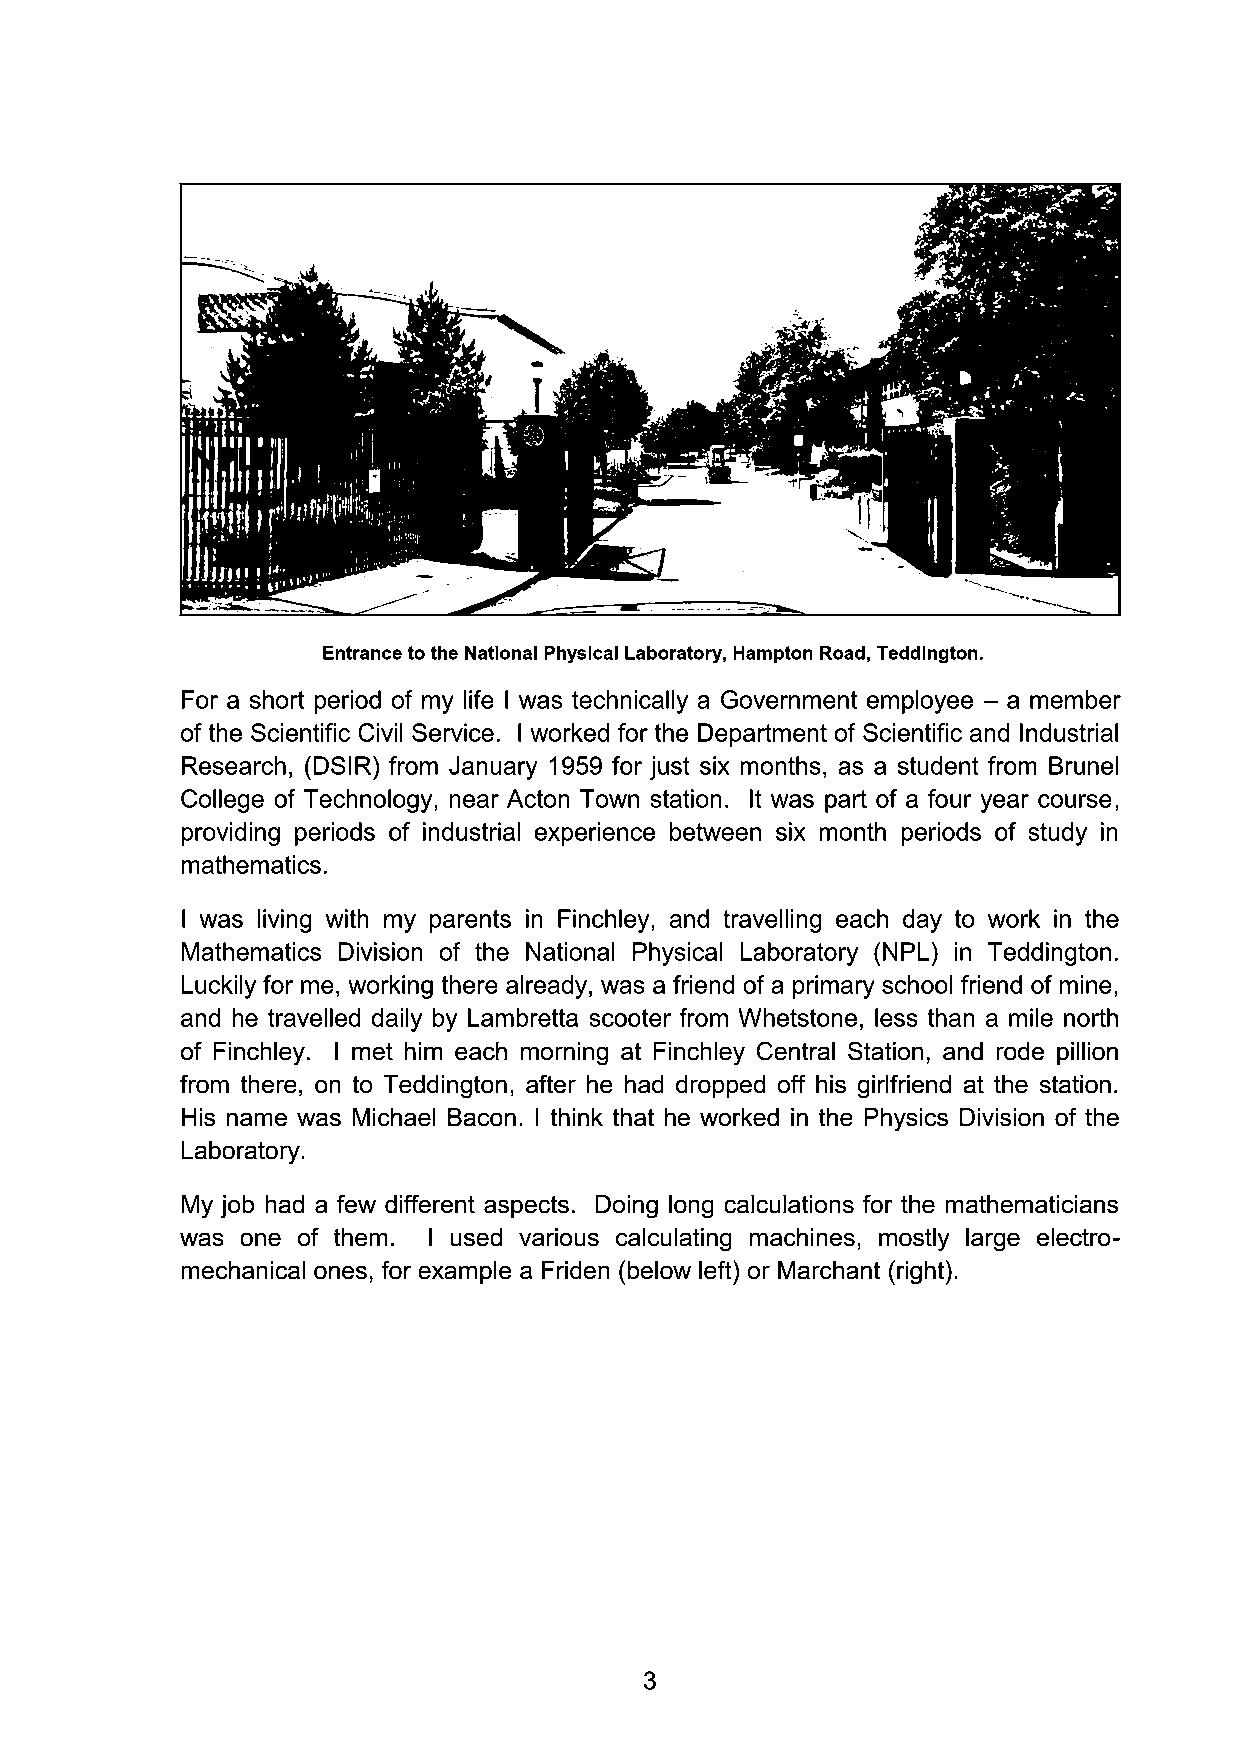 Entrance to the National Physical Laboratory, Hampton Road, Teddington.
For a short period of my life I was technically a Government employee – a member
of the Scientific Civil Service.  I worked for the Department of Scientific and Industrial
Research, (DSIR) from January 1959 for just six months, as a student from Brunel
College of Technology, near Acton Town station.  It was part of a four year course,
providing periods of industrial experience between six month periods of study in
mathematics.
I was living with my parents in Finchley, and travelling each day to work in the
Mathematics Division of the National Physical Laboratory (NPL) in Teddington.
Luckily for me, working there already, was a friend of a primary school friend of mine,
and he travelled daily by Lambretta scooter from Whetstone, less than a mile north
of Finchley.  I met him each morning at Finchley Central Station, and rode pillion
from there, on to Teddington, after he had dropped off his girlfriend at the station.
His name was Michael Bacon. I think that he worked in the Physics Division of the
Laboratory.
My job had a few different aspects.  Doing long calculations for the mathematicians
was one of them.  I used various calculating machines, mostly large electro-
mechanical ones, for example a Friden (below left) or Marchant (right).
3